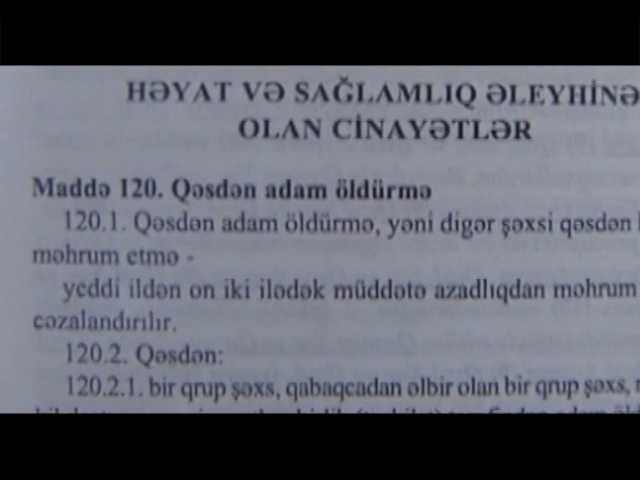 HƏYAT VƏ SAĞLAMLIQ ƏLEYHİNƏ
OLAN CİNAYƏTLƏR
Maddə 120. Qəsdən adam öldürmə
120.1. Qəsdən adam öldürmə, yəni digər şəxsi qəsdən
məhrum etmə -
yeddi ildən on iki ilədək müddətə azadlıqdan məhrum
cəzalandırılır.
120.2. Qəsdən:
120.2.1. bir qrup şəxs, qabaqcadan əlbir olan bir qrup şəxs,